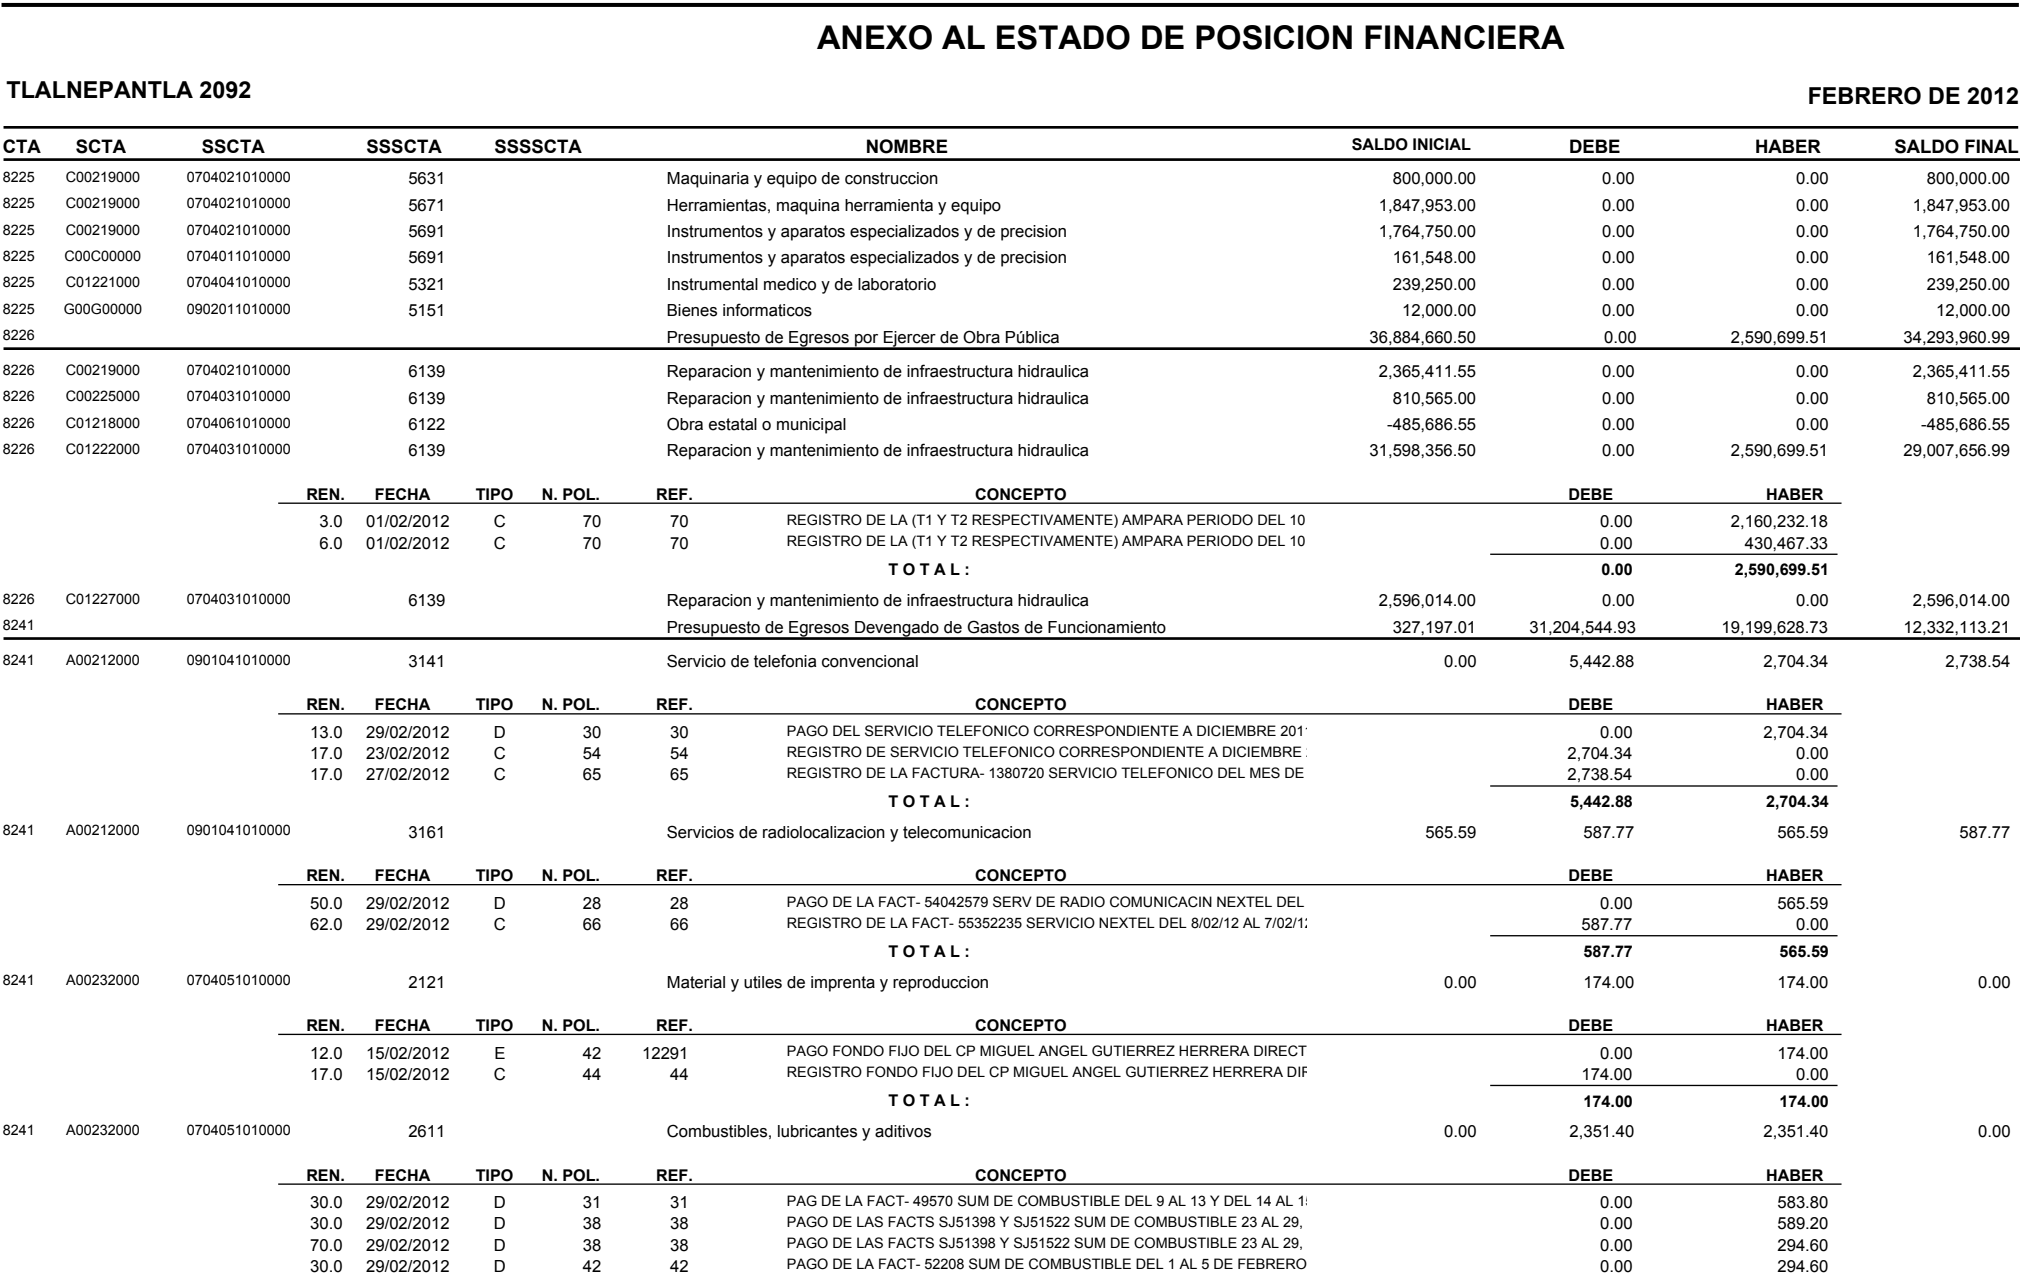 ANEXO AL ESTADO DE POSICION FINANCIERA
TLALNEPANTLA 2092 FEBRERO DE 2012
CTA SCTA SSCTA SSSCTA SSSSCTA NOMBRE SALDO INICIAL DEBE HABER SALDO FINAL
8225 C00219000 0704021010000 5631 Maquinaria y equipo de construccion 800,000.00 0.00 0.00 800,000.00
8225 C00219000 0704021010000 5671 Herramientas, maquina herramienta y equipo 1,847,953.00 0.00 0.00 1,847,953.00
8225 C00219000 0704021010000 5691 Instrumentos y aparatos especializados y de precision 1,764,750.00 0.00 0.00 1,764,750.00
8225 C00C00000 0704011010000 5691 Instrumentos y aparatos especializados y de precision 161,548.00 0.00 0.00 161,548.00
8225 C01221000 0704041010000 5321 Instrumental medico y de laboratorio 239,250.00 0.00 0.00 239,250.00
8225 G00G00000 0902011010000 5151 Bienes informaticos 12,000.00 0.00 0.00 12,000.00
8226 Presupuesto de Egresos por Ejercer de Obra Pública 36,884,660.50 0.00 2,590,699.51 34,293,960.99
8226 C00219000 0704021010000 6139 Reparacion y mantenimiento de infraestructura hidraulica 2,365,411.55 0.00 0.00 2,365,411.55
8226 C00225000 0704031010000 6139 Reparacion y mantenimiento de infraestructura hidraulica 810,565.00 0.00 0.00 810,565.00
8226 C01218000 0704061010000 6122 Obra estatal o municipal -485,686.55 0.00 0.00 -485,686.55
8226 C01222000 0704031010000 6139 Reparacion y mantenimiento de infraestructura hidraulica 31,598,356.50 0.00 2,590,699.51 29,007,656.99
REN. FECHA TIPO N. POL. REF. CONCEPTO DEBE HABER
3.0 01/02/2012 C 70 70 REGISTRO DE LA (T1 Y T2 RESPECTIVAMENTE) AMPARA PERIODO DEL 10 0.00 2,160,232.18
6.0 01/02/2012 C 70 70 REGISTRO DE LA (T1 Y T2 RESPECTIVAMENTE) AMPARA PERIODO DEL 10 0.00 430,467.33
T O T A L : 0.00 2,590,699.51
8226 C01227000 0704031010000 6139 Reparacion y mantenimiento de infraestructura hidraulica 2,596,014.00 0.00 0.00 2,596,014.00
8241 Presupuesto de Egresos Devengado de Gastos de Funcionamiento 327,197.01 31,204,544.93 19,199,628.73 12,332,113.21
8241 A00212000 0901041010000 3141 Servicio de telefonia convencional 0.00 5,442.88 2,704.34 2,738.54
REN. FECHA TIPO N. POL. REF. CONCEPTO DEBE HABER
13.0 29/02/2012 D 30 30 PAGO DEL SERVICIO TELEFONICO CORRESPONDIENTE A DICIEMBRE 201 0.00 2,704.34
17.0 23/02/2012 C 54 54 REGISTRO DE SERVICIO TELEFONICO CORRESPONDIENTE A DICIEMBRE 2,704.34 0.00
17.0 27/02/2012 C 65 65 REGISTRO DE LA FACTURA- 1380720 SERVICIO TELEFONICO DEL MES DE 2,738.54 0.00
T O T A L : 5,442.88 2,704.34
8241 A00212000 0901041010000 3161 Servicios de radiolocalizacion y telecomunicacion 565.59 587.77 565.59 587.77
REN. FECHA TIPO N. POL. REF. CONCEPTO DEBE HABER
50.0 29/02/2012 D 28 28 PAGO DE LA FACT- 54042579 SERV DE RADIO COMUNICACIN NEXTEL DEL 0.00 565.59
62.0 29/02/2012 C 66 66 REGISTRO DE LA FACT- 55352235 SERVICIO NEXTEL DEL 8/02/12 AL 7/02/1 587.77 0.00
T O T A L : 587.77 565.59
8241 A00232000 0704051010000 2121 Material y utiles de imprenta y reproduccion 0.00 174.00 174.00 0.00
REN. FECHA TIPO N. POL. REF. CONCEPTO DEBE HABER
12.0 15/02/2012 E 42 12291 PAGO FONDO FIJO DEL CP MIGUEL ANGEL GUTIERREZ HERRERA DIRECT 0.00 174.00
17.0 15/02/2012 C 44 44 REGISTRO FONDO FIJO DEL CP MIGUEL ANGEL GUTIERREZ HERRERA DI 174.00 0.00
T O T A L : 174.00 174.00
8241 A00232000 0704051010000 2611 Combustibles, lubricantes y aditivos 0.00 2,351.40 2,351.40 0.00
REN. FECHA TIPO N. POL. REF. CONCEPTO DEBE HABER
30.0 29/02/2012 D 31 31 PAG DE LA FACT- 49570 SUM DE COMBUSTIBLE DEL 9 AL 13 Y DEL 14 AL 1 0.00 583.80
30.0 29/02/2012 D 38 38 PAGO DE LAS FACTS SJ51398 Y SJ51522 SUM DE COMBUSTIBLE 23 AL 29, 0.00 589.20
70.0 29/02/2012 D 38 38 PAGO DE LAS FACTS SJ51398 Y SJ51522 SUM DE COMBUSTIBLE 23 AL 29, 0.00 294.60
30.0 29/02/2012 D 42 42 PAGO DE LA FACT- 52208 SUM DE COMBUSTIBLE DEL 1 AL 5 DE FEBRERO 0.00 294.60